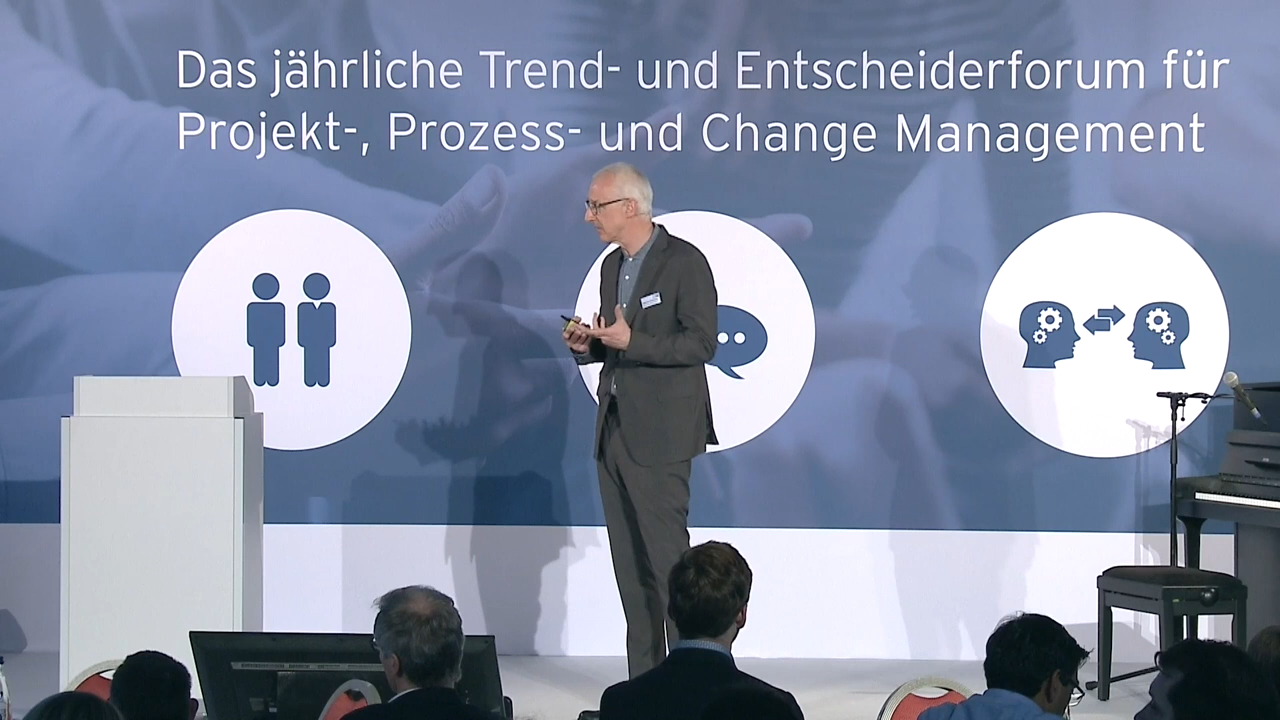 Das jährliche Trend- und Entscheiderforum für
Projekt-, Prozess- und Change Management